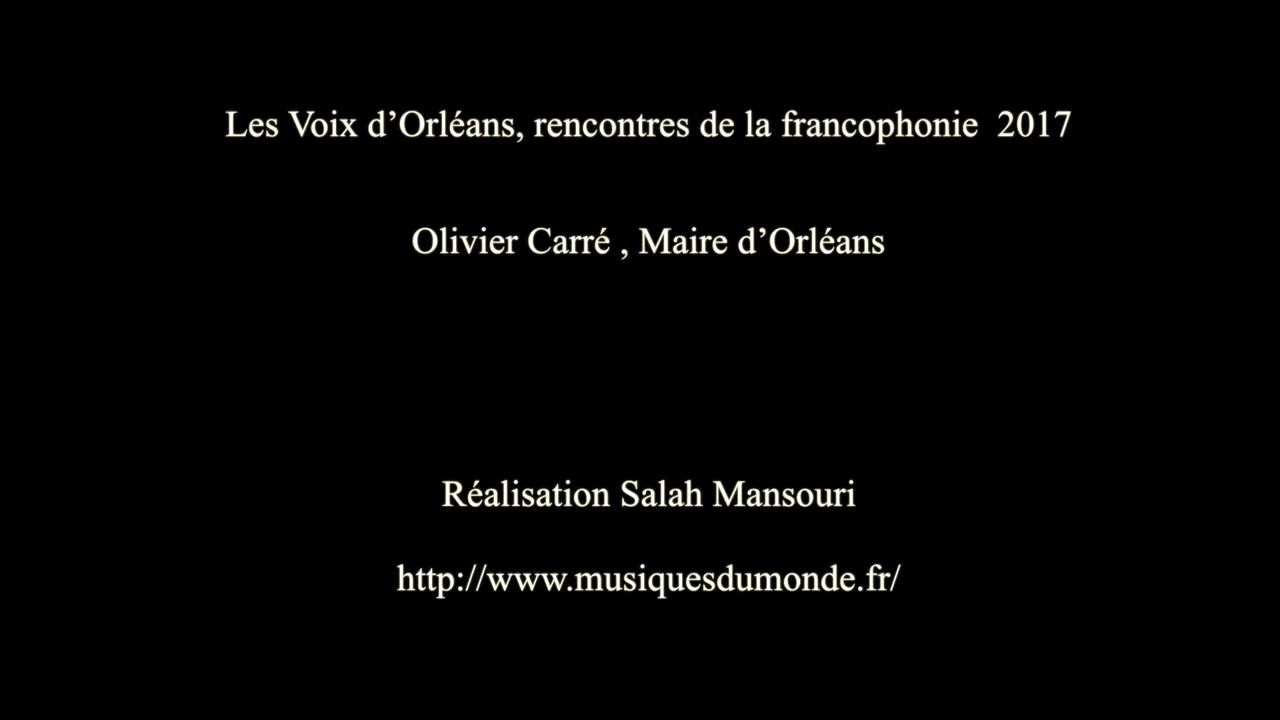 Les Voix d’Orléans, rencontres de la francophonie  2017
Olivier Carré , Maire d’Orléans
Réalisation Salah Mansouri
http://www.musiquesdumonde.fr/